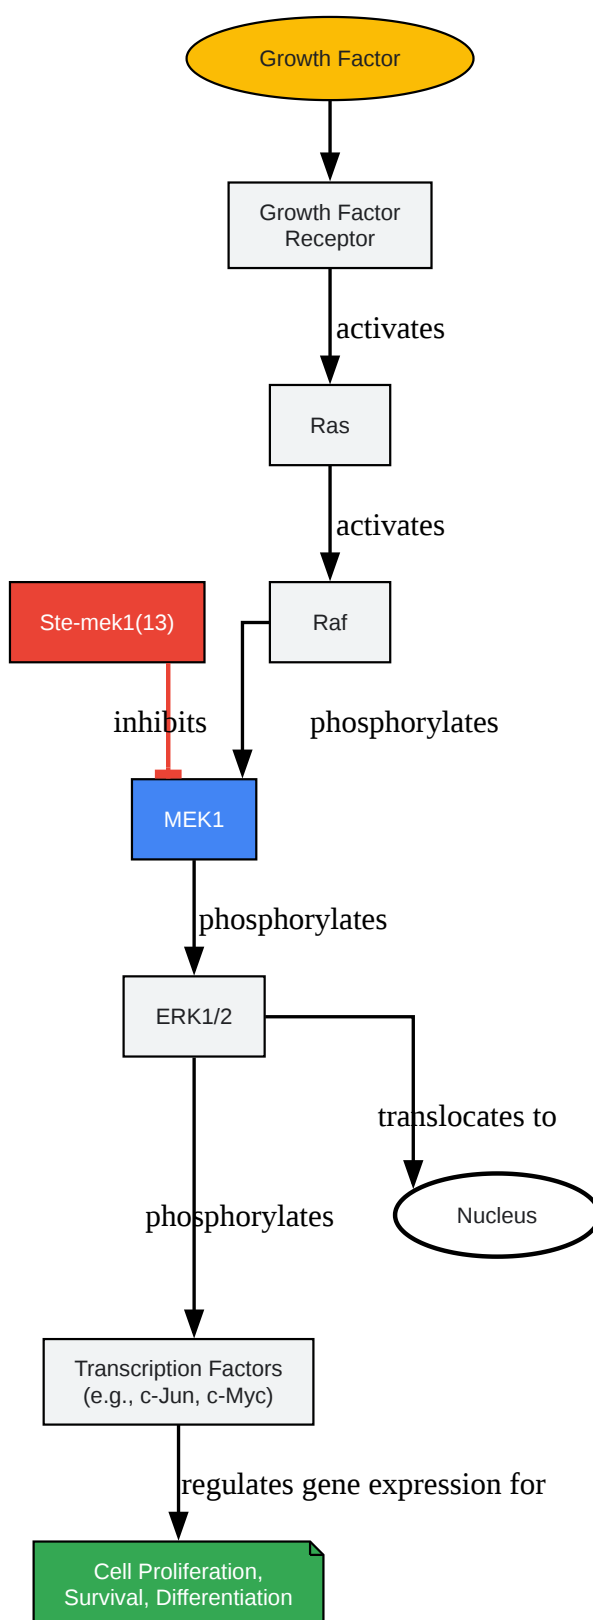 Growth Factor
Growth Factor
Receptor
activates
Ras
activates
Ste-mek1(13)
Raf
inhibits
phosphorylates
MEK1
phosphorylates
ERK1/2
translocates to
phosphorylates
Nucleus
Transcription Factors
(e.g., c-Jun, c-Myc)
regulates gene expression for
Cell Proliferation,
Survival, Differentiation